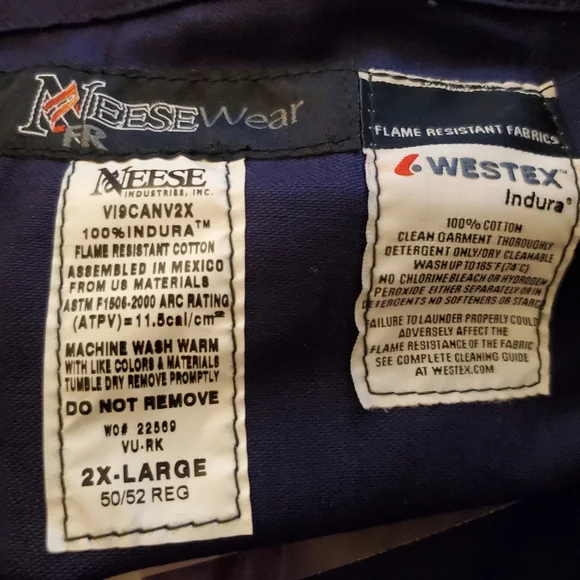 NEESE Wear
FR
NEESE
INDUSTRIES, INC.
VI9CANV2X
100% INDURA™
FLAME RESISTANT COTTON
ASSEMBLED IN MEXICO
FROM US MATERIALS
ASTM F1506-2000 ARC RATING
(ATPV)=11.5cal/cm²
MACHINE WASH WARM
WITH LIKE COLORS & MATERIALS
TUMBLE DRY REMOVE PROMPTLY
DO NOT REMOVE
WO# 22569
VU-RK
2X-LARGE
50/52 REG
FLAME RESISTANT FABRICS
WESTEX™
Indura®
100% COTTON
CLEAN GARMENT THOROUGHLY
DETERGENT ONLY/DRY CLEANABLE
WASH UP TO 165°F(74°C)
NO CHLORINE BLEACH OR HYDROGEN
PEROXIDE EITHER SEPARATELY OR IN
DETERGENTS NO SOFTENERS OR STARCH
FAILURE TO LAUNDER PROPERLY COULD
ADVERSELY AFFECT THE
FLAME RESISTANCE OF THE FABRIC
SEE COMPLETE CLEANING GUIDE
AT WESTEX.COM